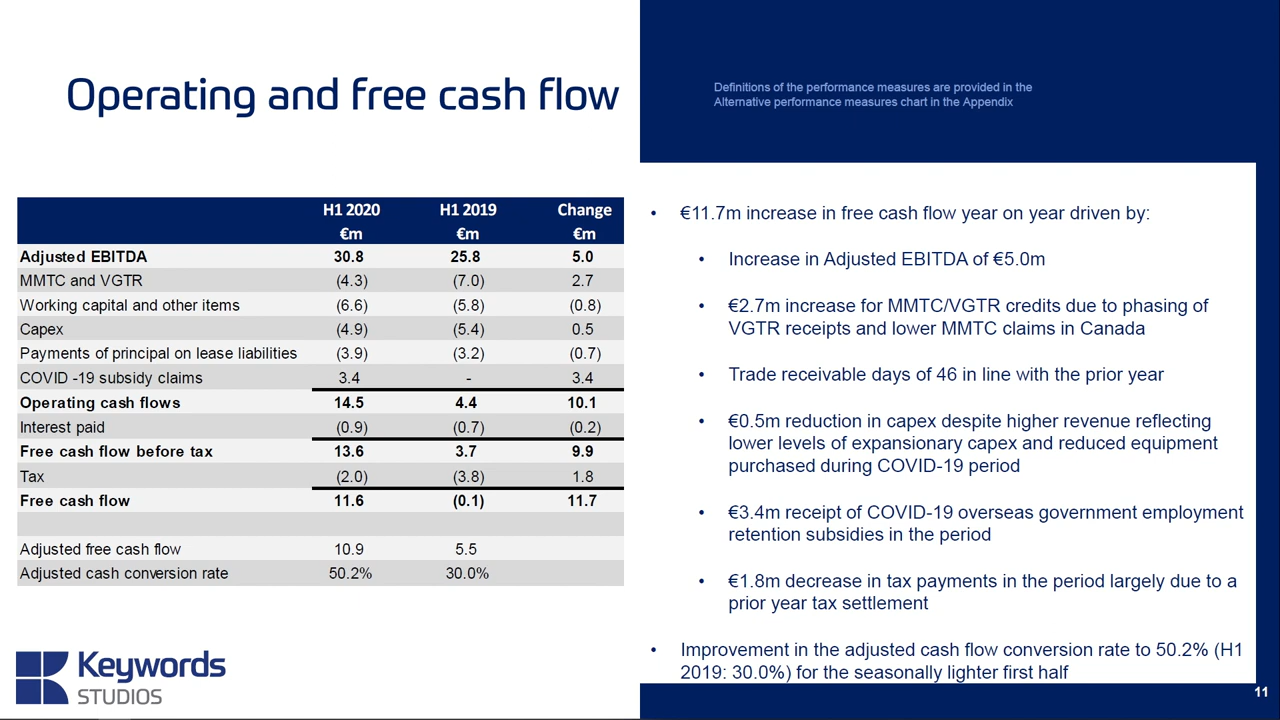 Operating and free cash flow
Definitions of the performance measures are provided in the
Alternative performance measures chart in the Appendix
H1 2020 H1 2019 Change
€m €m €m
Adjusted EBITDA 30.8 25.8 5.0
MMTC and VGTR (4.3) (7.0) 2.7
Working capital and other items (6.6) (5.8) (0.8)
Capex (4.9) (5.4) 0.5
Payments of principal on lease liabilities (3.9) (3.2) (0.7)
COVID -19 subsidy claims 3.4 - 3.4
Operating cash flows 14.5 4.4 10.1
Interest paid (0.9) (0.7) (0.2)
Free cash flow before tax 13.6 3.7 9.9
Tax (2.0) (3.8) 1.8
Free cash flow 11.6 (0.1) 11.7
Adjusted free cash flow 10.9 5.5
Adjusted cash conversion rate 50.2% 30.0%
• €11.7m increase in free cash flow year on year driven by:
• Increase in Adjusted EBITDA of €5.0m
• €2.7m increase for MMTC/VGTR credits due to phasing of
VGTR receipts and lower MMTC claims in Canada
• Trade receivable days of 46 in line with the prior year
• €0.5m reduction in capex despite higher revenue reflecting
lower levels of expansionary capex and reduced equipment
purchased during COVID-19 period
• €3.4m receipt of COVID-19 overseas government employment
retention subsidies in the period
• €1.8m decrease in tax payments in the period largely due to a
prior year tax settlement
• Improvement in the adjusted cash flow conversion rate to 50.2% (H1
2019: 30.0%) for the seasonally lighter first half
Keywords
STUDIOS
11